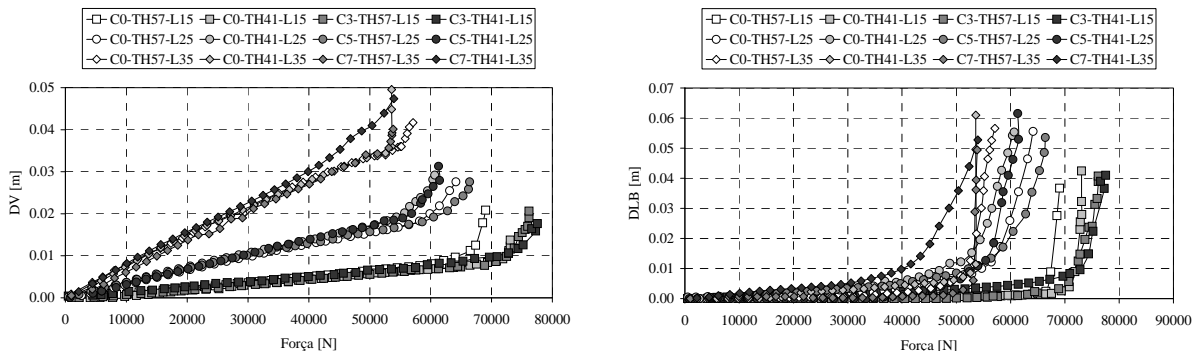 C0-TH57-L15 C0-TH41-L15 C3-TH57-L15 C3-TH41-L15
C0-TH57-L25 C0-TH41-L25 C5-TH57-L25 C5-TH41-L25
C0-TH57-L35 C0-TH41-L35 C7-TH57-L35 C7-TH41-L35
0.05
0.04
0.03
0.02
0.01
0.00
DV [m]
0 10000 20000 30000 40000 50000 60000 70000 80000
Força [N]
C0-TH57-L15 C0-TH41-L15 C3-TH57-L15 C3-TH41-L15
C0-TH57-L25 C0-TH41-L25 C5-TH57-L25 C5-TH41-L25
C0-TH57-L35 C0-TH41-L35 C7-TH57-L35 C7-TH41-L35
0.07
0.06
0.05
0.04
0.03
0.02
0.01
0.00
DLB [m]
0 10000 20000 30000 40000 50000 60000 70000 80000 90000
Força [N]